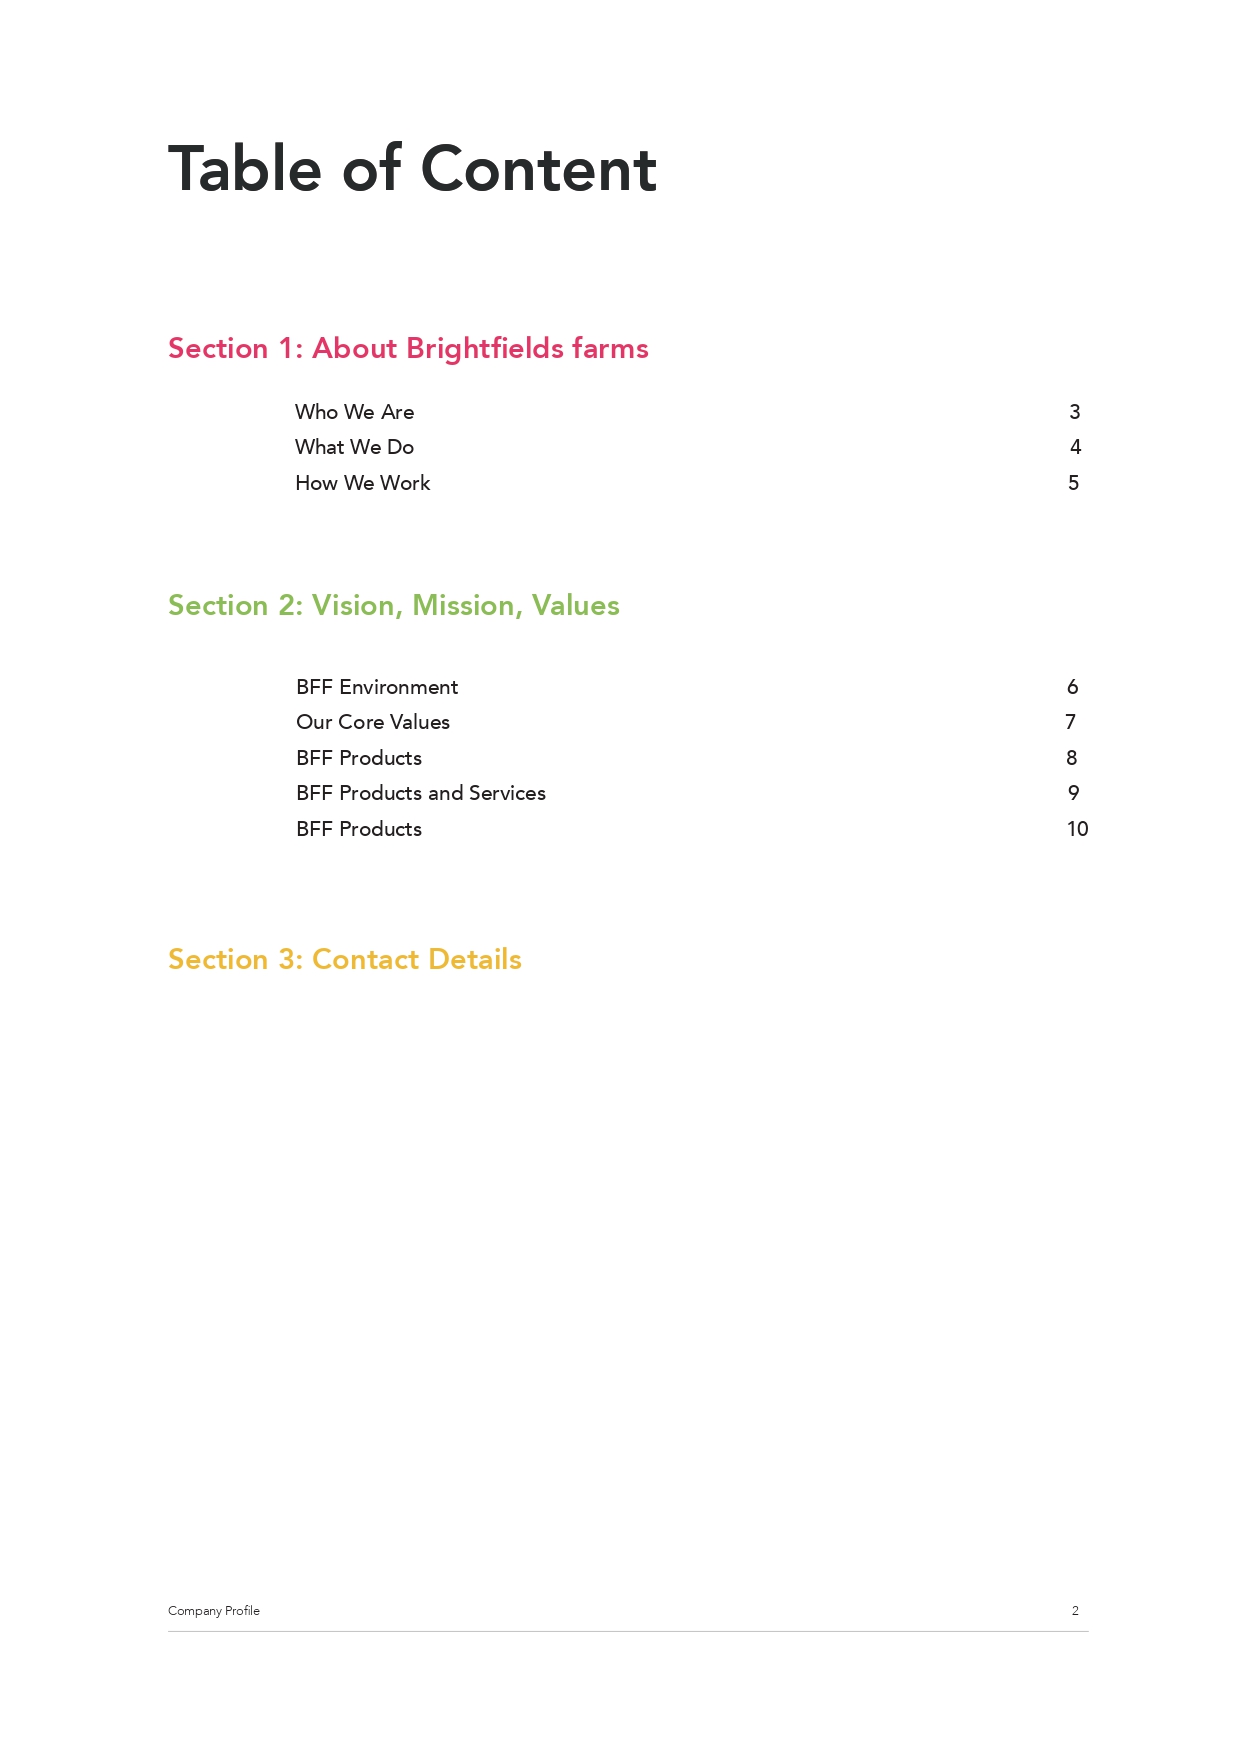 Table of Content
Section 1: About Brightfields farms
Who We Are 3
What We Do 4
How We Work 5
Section 2: Vision, Mission, Values
BFF Environment 6
Our Core Values 7
BFF Products 8
BFF Products and Services 9
BFF Products 10
Section 3: Contact Details
Company Profile 2